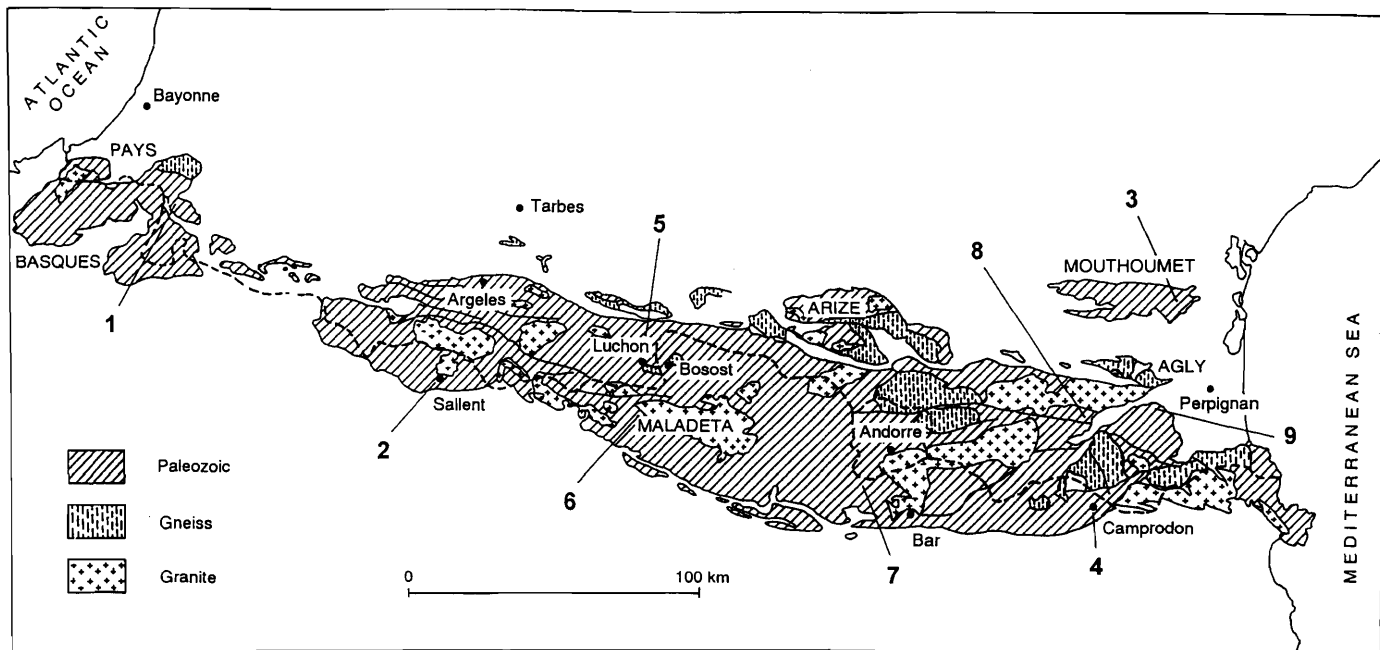 ATLANTIC
OCEAN
Bayonne
PAYS
BASQUES
1
Tarbes
5
3
8
MOUTHOUMET
Argeles
ARIZE
Luchon
Bosost
AGLY
Perpignan
Sallent
2
MALADETA
Andorre
9
6
7
Bar
Camprodon
4
MEDITERRANEAN SEA
Paleozoic
Gneiss
Granite
0 100 km